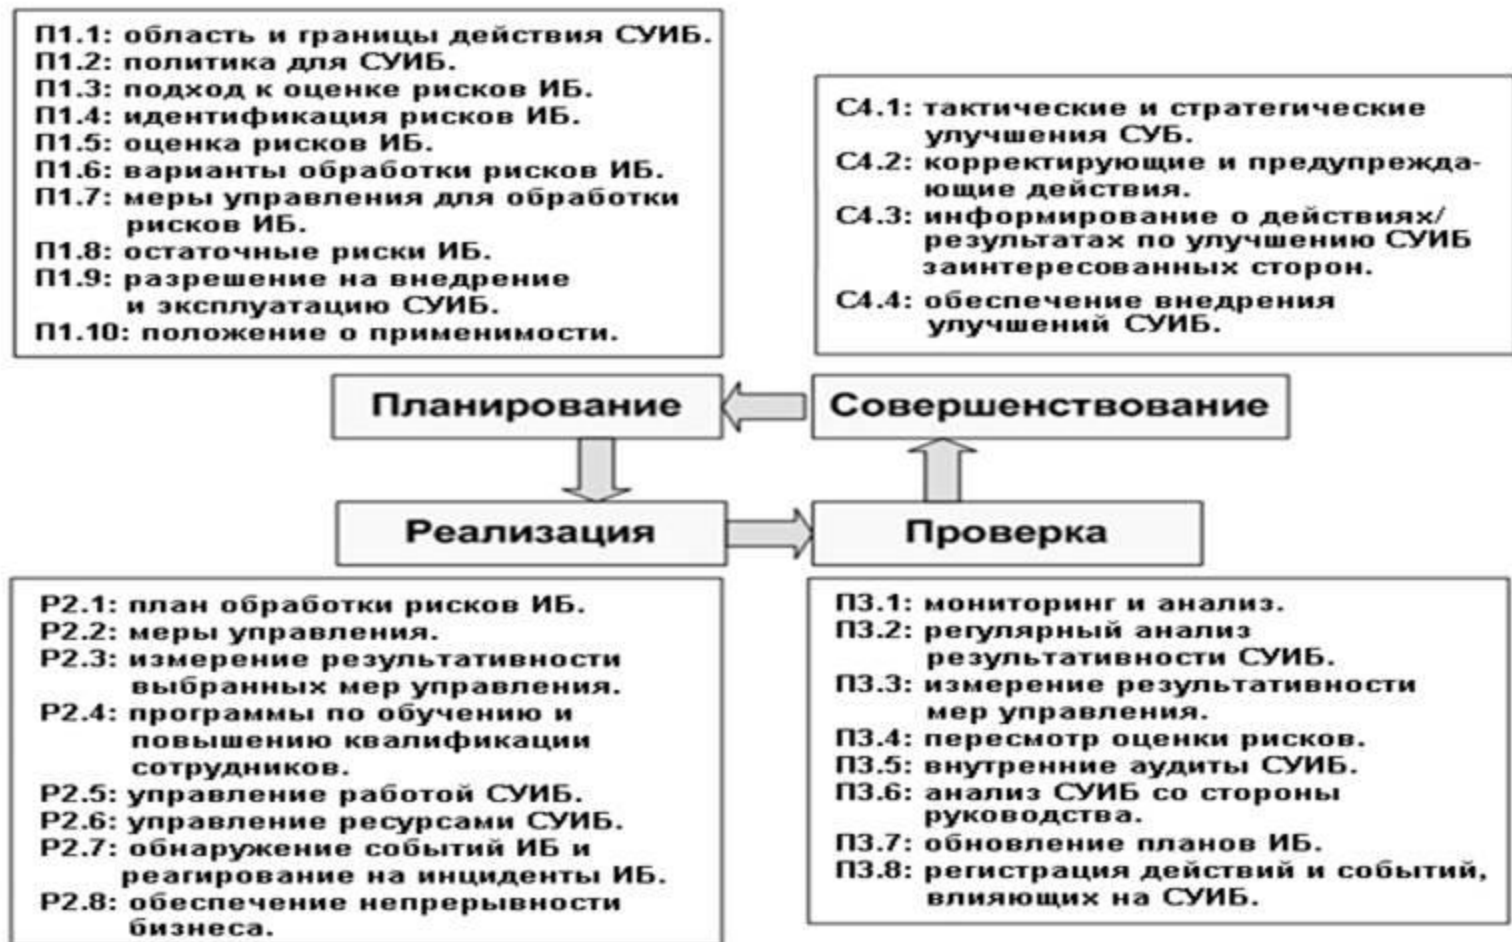 П1.1: область и границы действия СУИБ.
П1.2: политика для СУИБ.
П1.3: подход к оценке рисков ИБ.
П1.4: идентификация рисков ИБ.
П1.5: оценка рисков ИБ.
П1.6: варианты обработки рисков ИБ.
П1.7: меры управления для обработки
рисков ИБ.
П1.8: остаточные риски ИБ.
П1.9: разрешение на внедрение
и эксплуатацию СУИБ.
П1.10: положение о применимости.
С4.1: тактические и стратегические
улучшения СУБ.
С4.2: корректирующие и предупрежда-
ющие действия.
С4.3: информирование о действиях/
результатах по улучшению СУИБ
заинтересованных сторон.
С4.4: обеспечение внедрения
улучшений СУИБ.
Планирование
Совершенствование
Реализация
Проверка
Р2.1: план обработки рисков ИБ.
Р2.2: меры управления.
Р2.3: измерение результативности
выбранных мер управления.
Р2.4: программы по обучению и
повышению квалификации
сотрудников.
Р2.5: управление работой СУИБ.
Р2.6: управление ресурсами СУИБ.
Р2.7: обнаружение событий ИБ и
реагирование на инциденты ИБ.
Р2.8: обеспечение непрерывности
бизнеса.
П3.1: мониторинг и анализ.
П3.2: регулярный анализ
результативности СУИБ.
П3.3: измерение результативности
мер управления.
П3.4: пересмотр оценки рисков.
П3.5: внутренние аудиты СУИБ.
П3.6: анализ СУИБ со стороны
руководства.
П3.7: обновление планов ИБ.
П3.8: регистрация действий и событий,
влияющих на СУИБ.